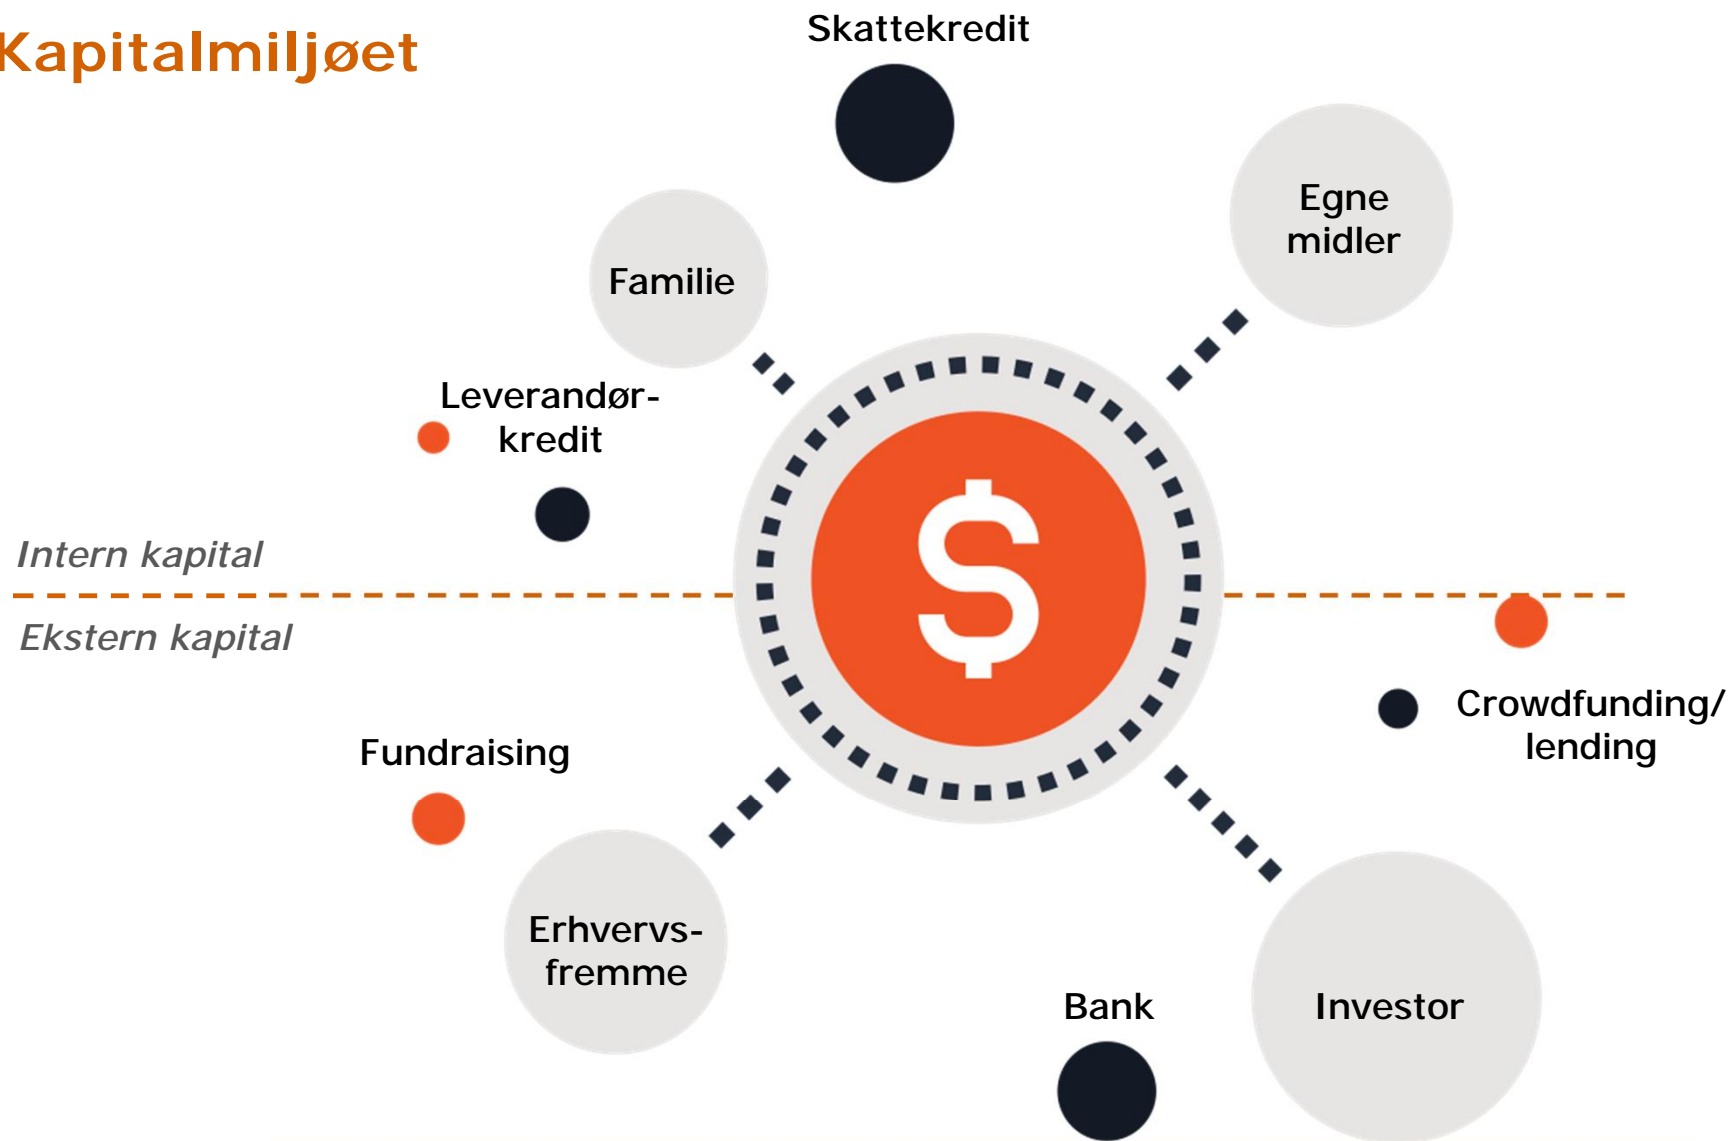 Kapitalmiljøet
Skattekredit
Egne
midler
Familie
Leverandør-
kredit
$
Intern kapital
Ekstern kapital
Crowdfunding/
lending
Fundraising
Erhvervs-
fremme
Bank
Investor